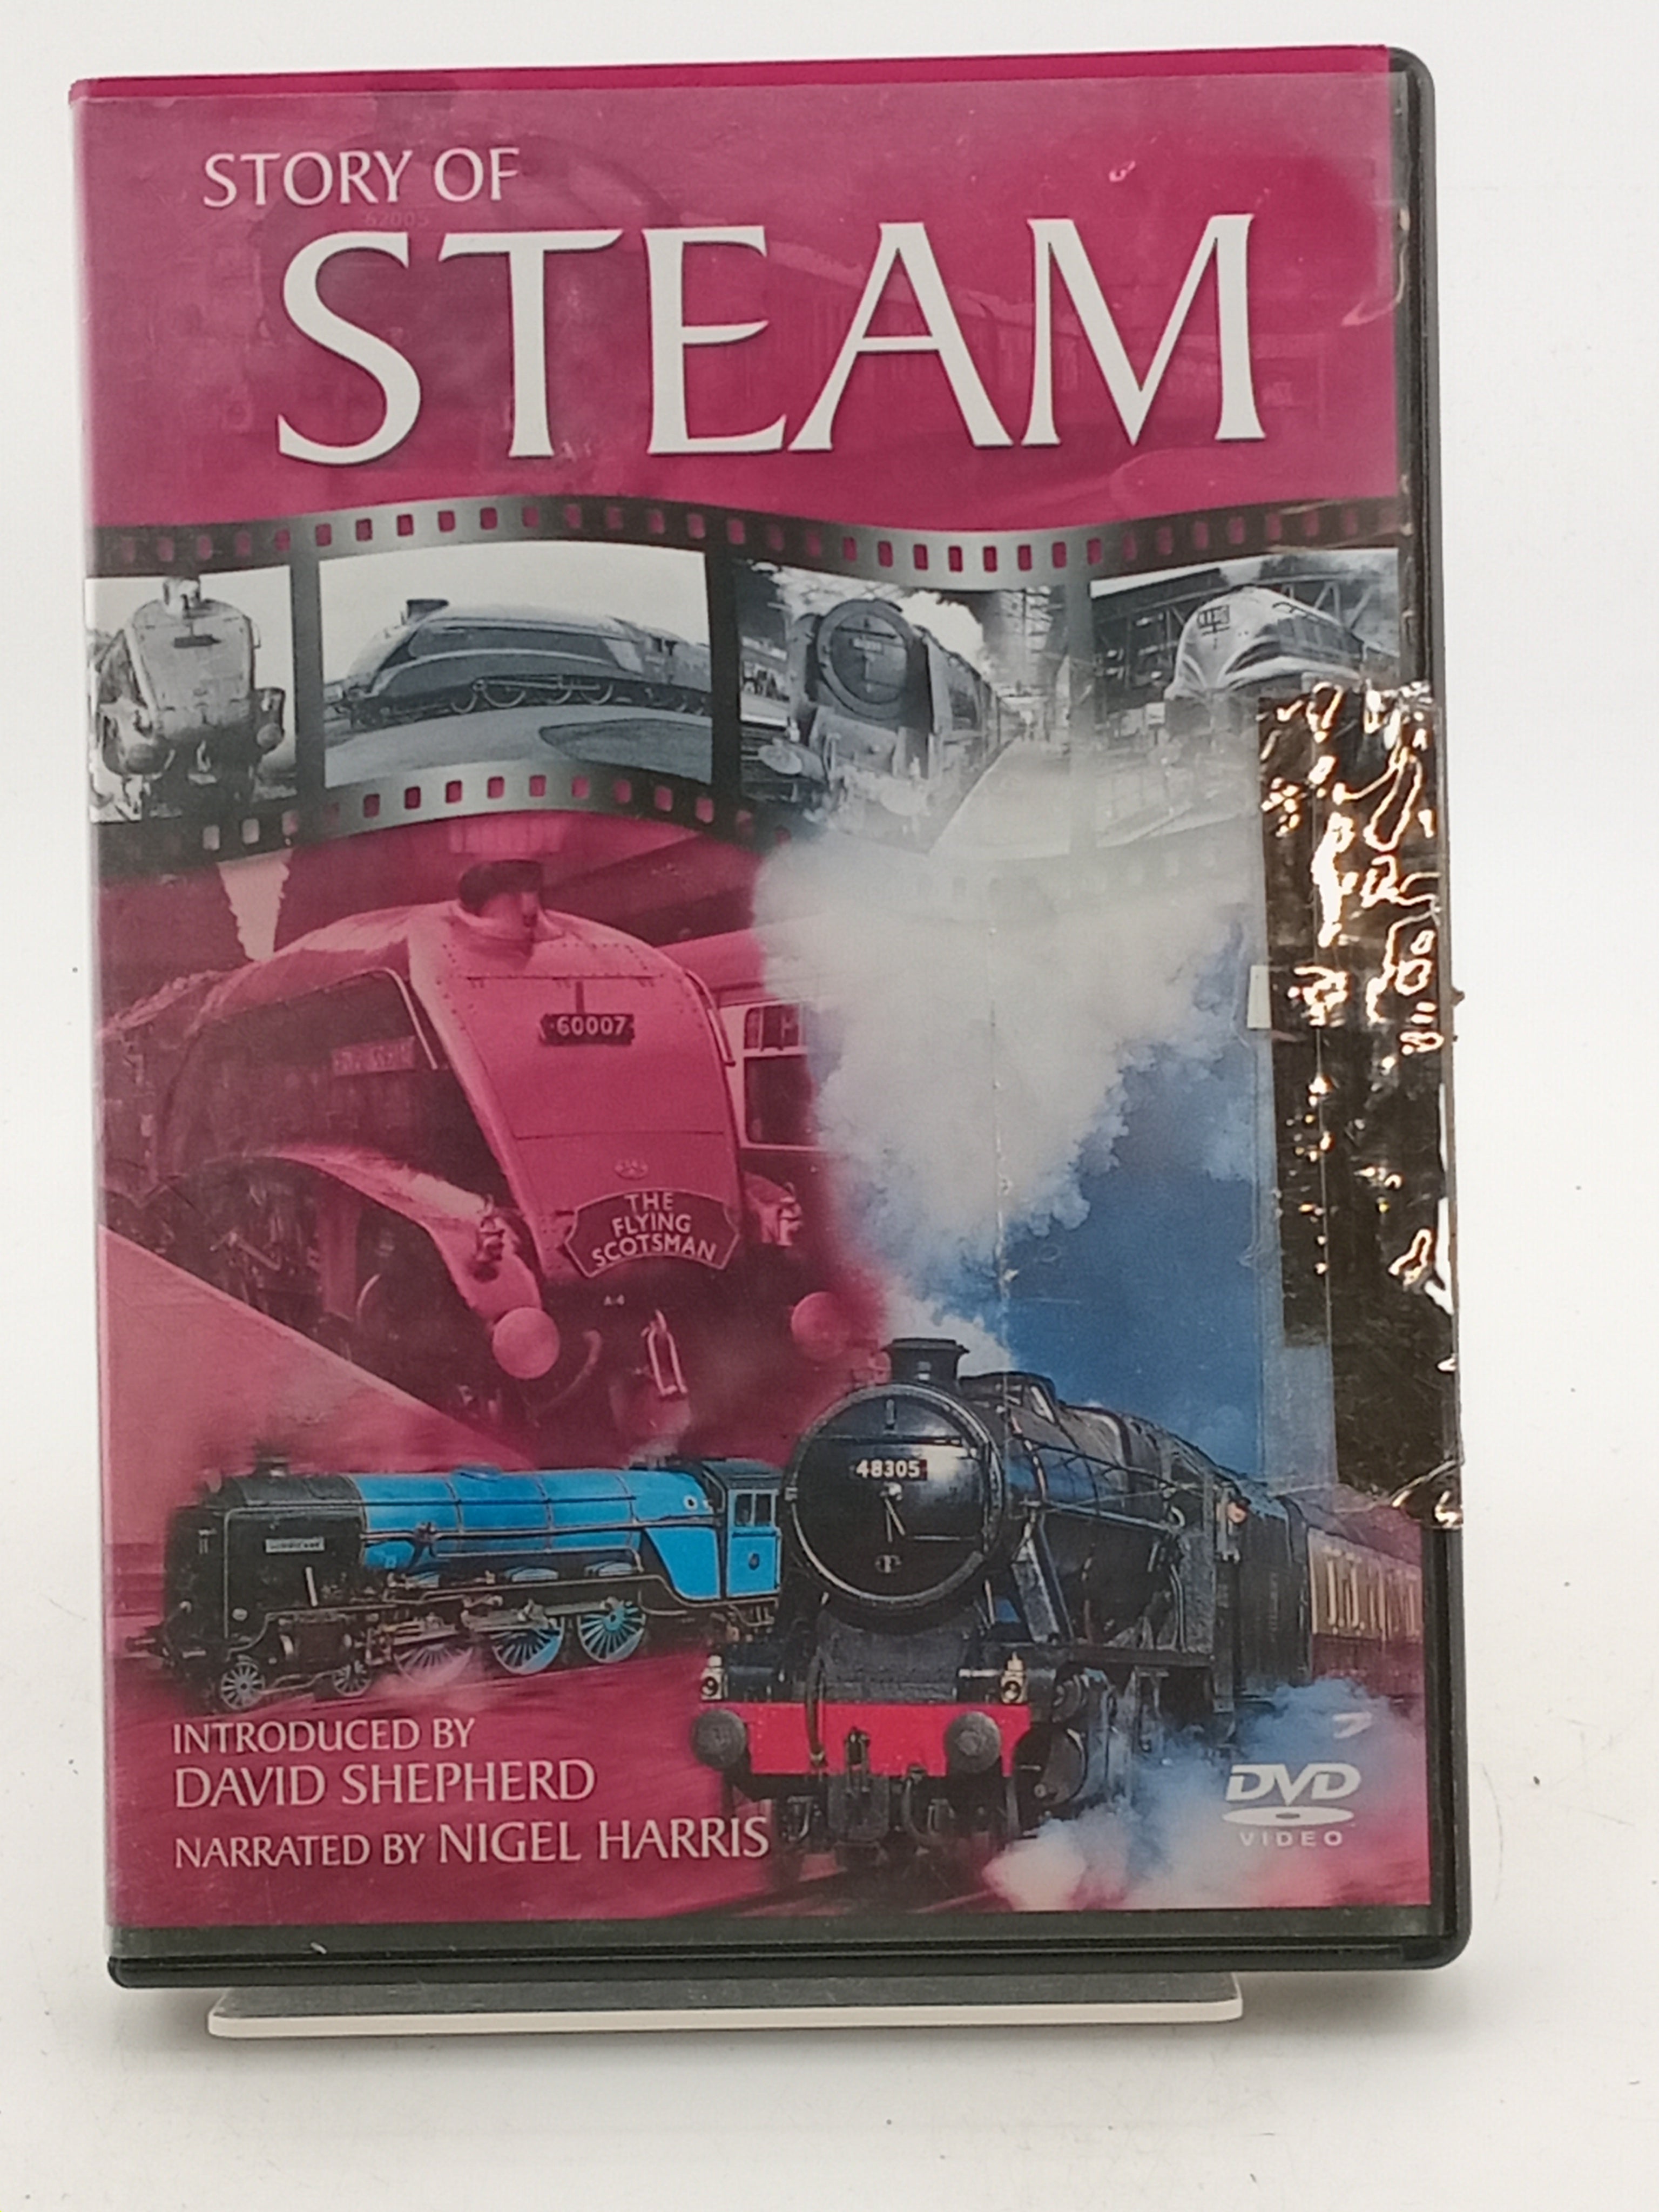 STORY OF
62005
STEAM
60007
THE
FLYING
SCOTSMAN
A-4
48305
INTRODUCED BY
DAVID SHEPHERD
NARRATED BY NIGEL HARRIS
DVD
VIDEO